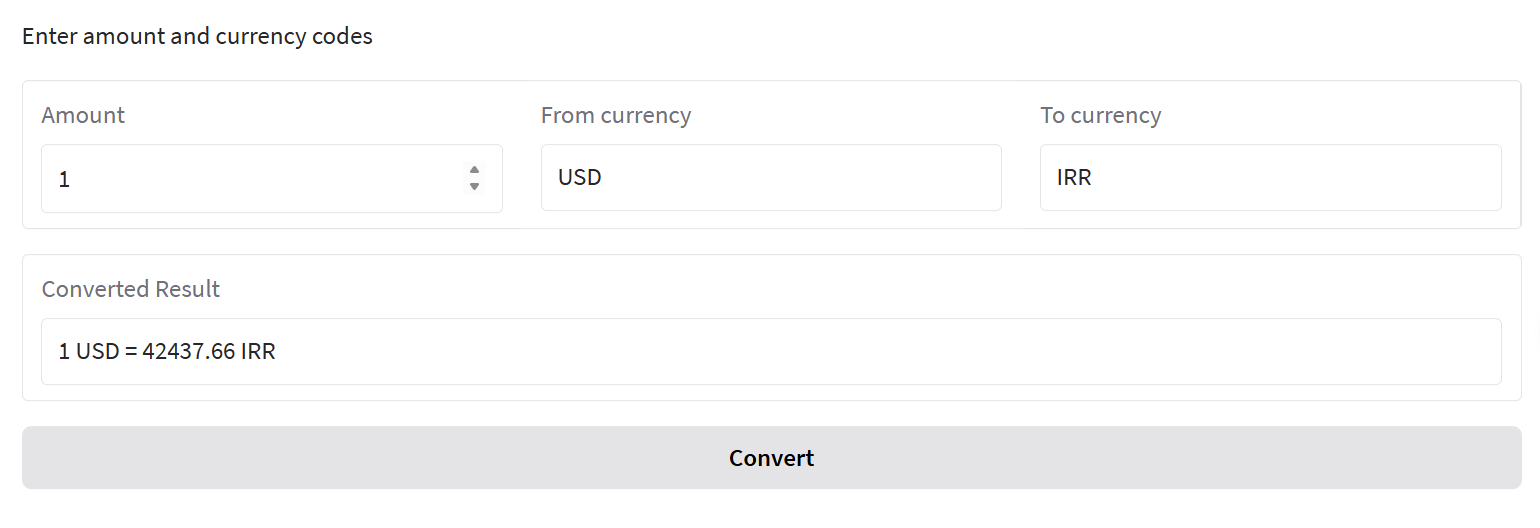 Enter amount and currency codes
Amount
From currency
To currency
1
USD
IRR
Converted Result
1 USD = 42437.66 IRR
Convert